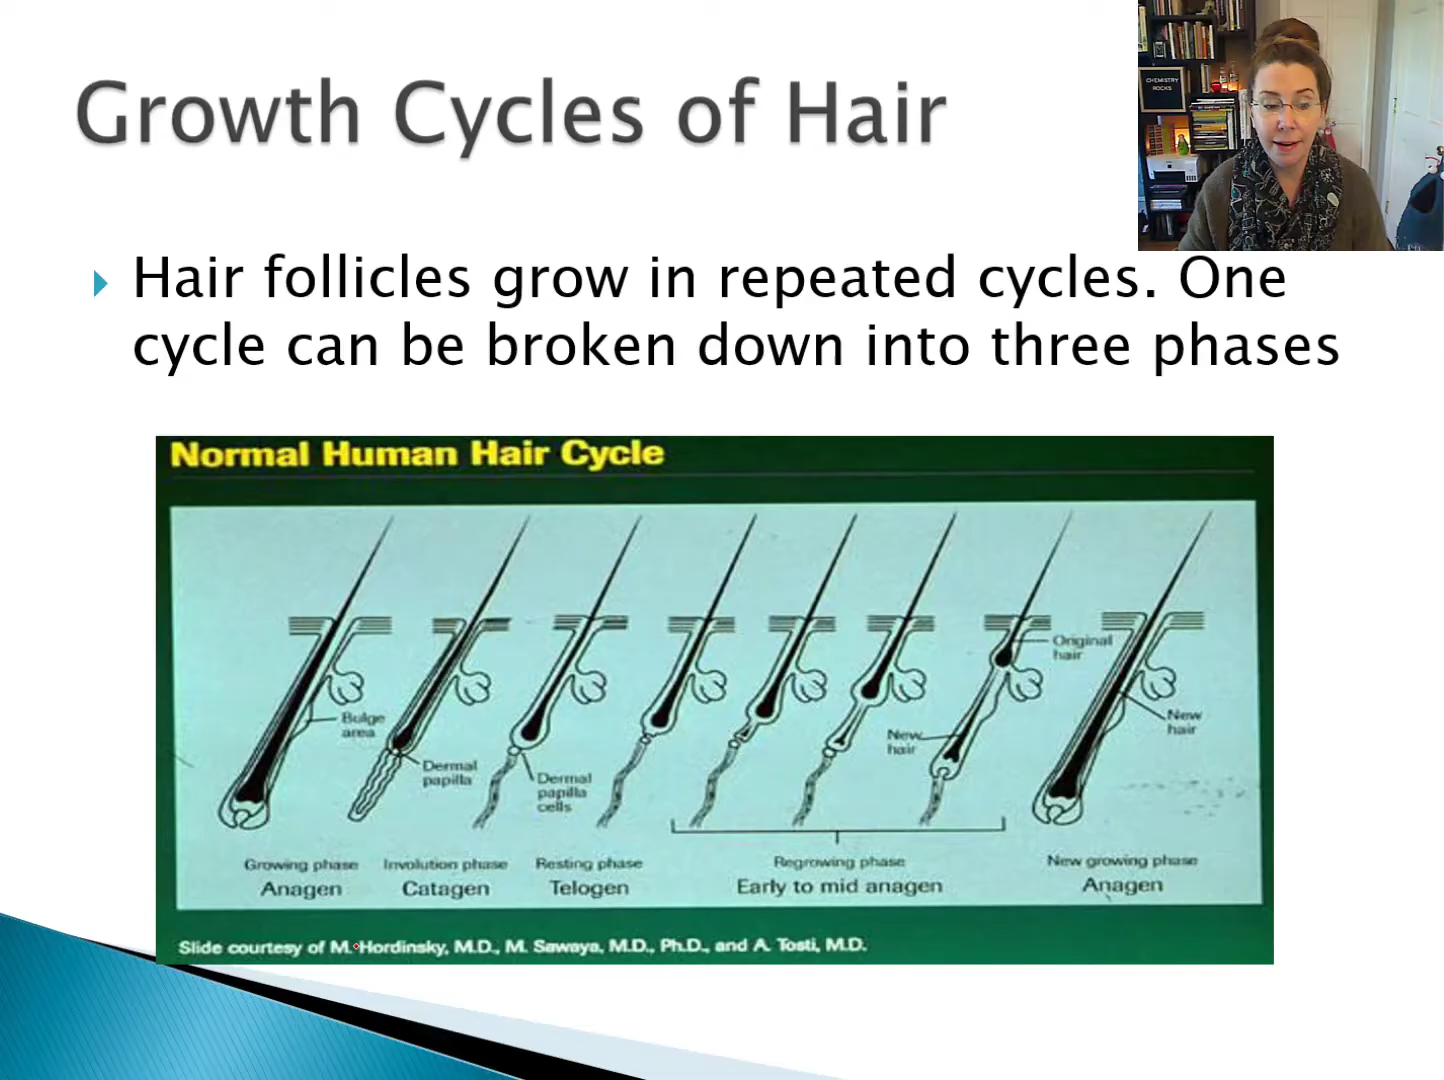 Growth Cycles of Hair
CHEMISTRY
ROCKS
Hair follicles grow in repeated cycles. One
cycle can be broken down into three phases
Normal Human Hair Cycle
Original
hair
Bulge
area
New
hair
New
hair
Dermal
papilla
Dermal
papilla
cells
Growing phase
Anagen
Involution phase
Catagen
Resting phase
Telogen
Regrowing phase
Early to mid anagen
New growing phase
Anagen
Slide courtesy of M. Hordinsky, M.D., M. Sawaya, M.D., Ph.D., and A. Tosti, M.D.